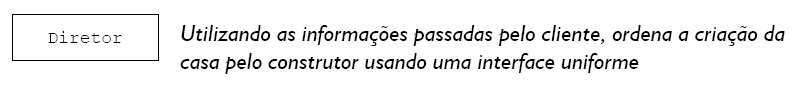 Diretor
Utilizando as informações passadas pelo cliente, ordena a criação da
casa pelo construtor usando uma interface uniforme